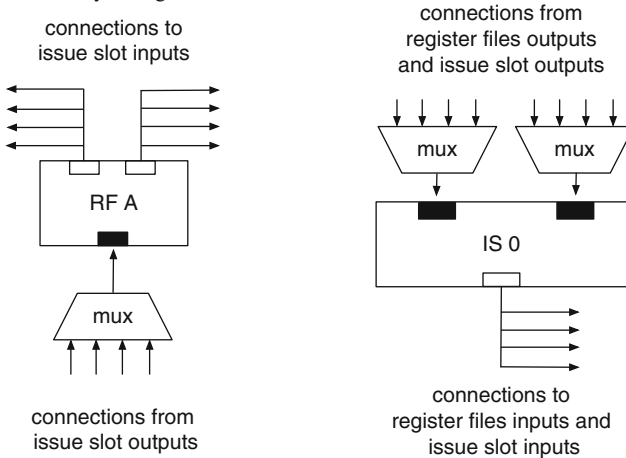 connections to
issue slot inputs
RF A
mux
connections from
issue slot outputs
connections from
register files outputs
and issue slot outputs
mux
mux
IS 0
connections to
register files inputs and
issue slot inputs